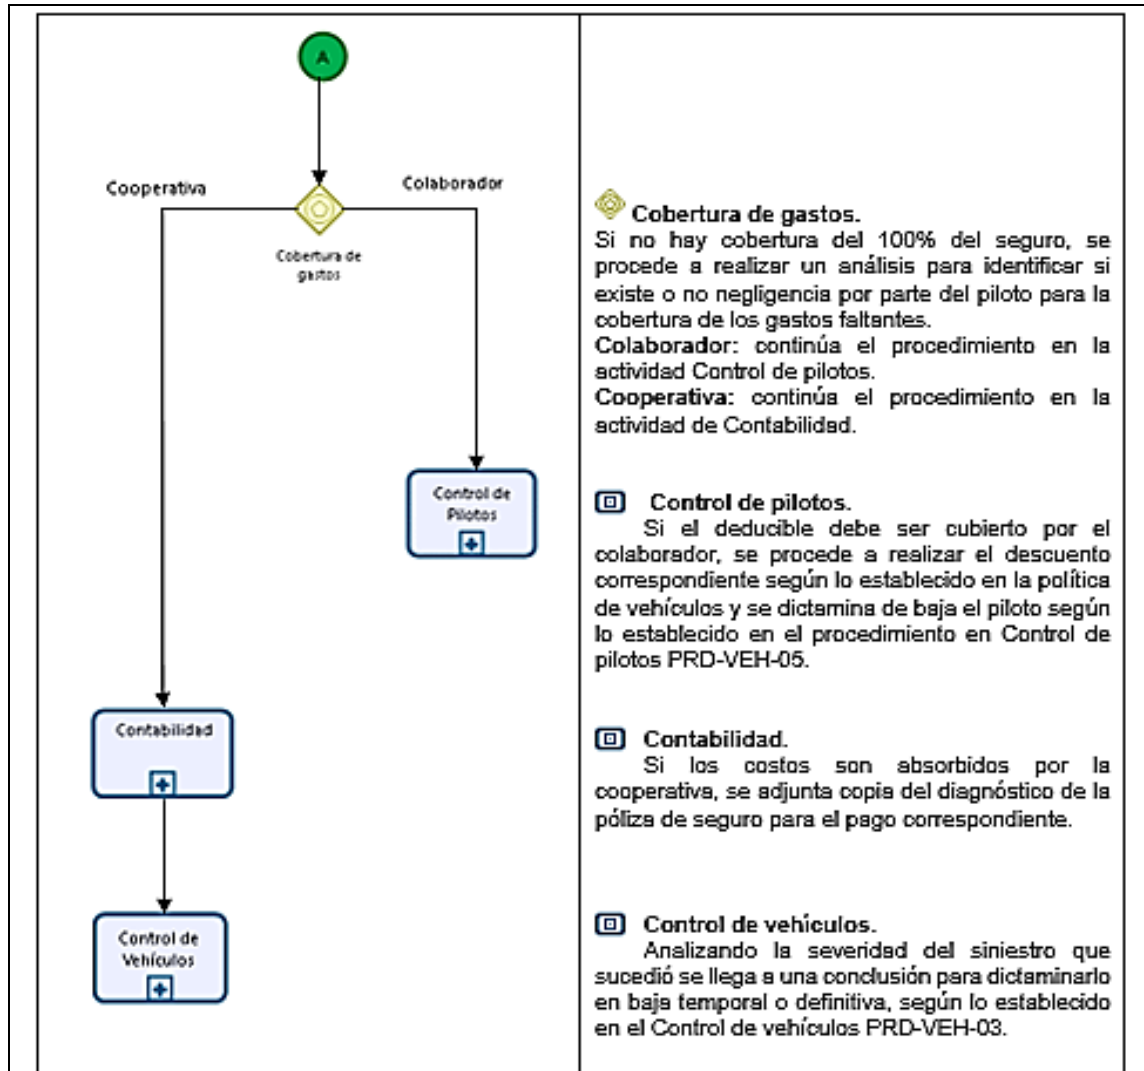 A
Cooperativa
Colaborador
Cobertura de
gastos
Control de
Pilotos
Contabilidad
Control de
Vehículos
Cobertura de gastos.
Si no hay cobertura del 100% del seguro, se
procede a realizar un análisis para identificar si
existe o no negligencia por parte del piloto para la
cobertura de los gastos faltantes.
Colaborador: continúa el procedimiento en la
actividad Control de pilotos.
Cooperativa: continúa el procedimiento en la
actividad de Contabilidad.
Control de pilotos.
Si el deducible debe ser cubierto por el
colaborador, se procede a realizar el descuento
correspondiente según lo establecido en la política
de vehículos y se dictamina de baja el piloto según
lo establecido en el procedimiento en Control de
pilotos PRD-VEH-05.
Contabilidad.
Si los costos son absorbidos por la
cooperativa, se adjunta copia del diagnóstico de la
póliza de seguro para el pago correspondiente.
Control de vehículos.
Analizando la severidad del siniestro que
sucedió se llega a una conclusión para dictaminarlo
en baja temporal o definitiva, según lo establecido
en el Control de vehículos PRD-VEH-03.